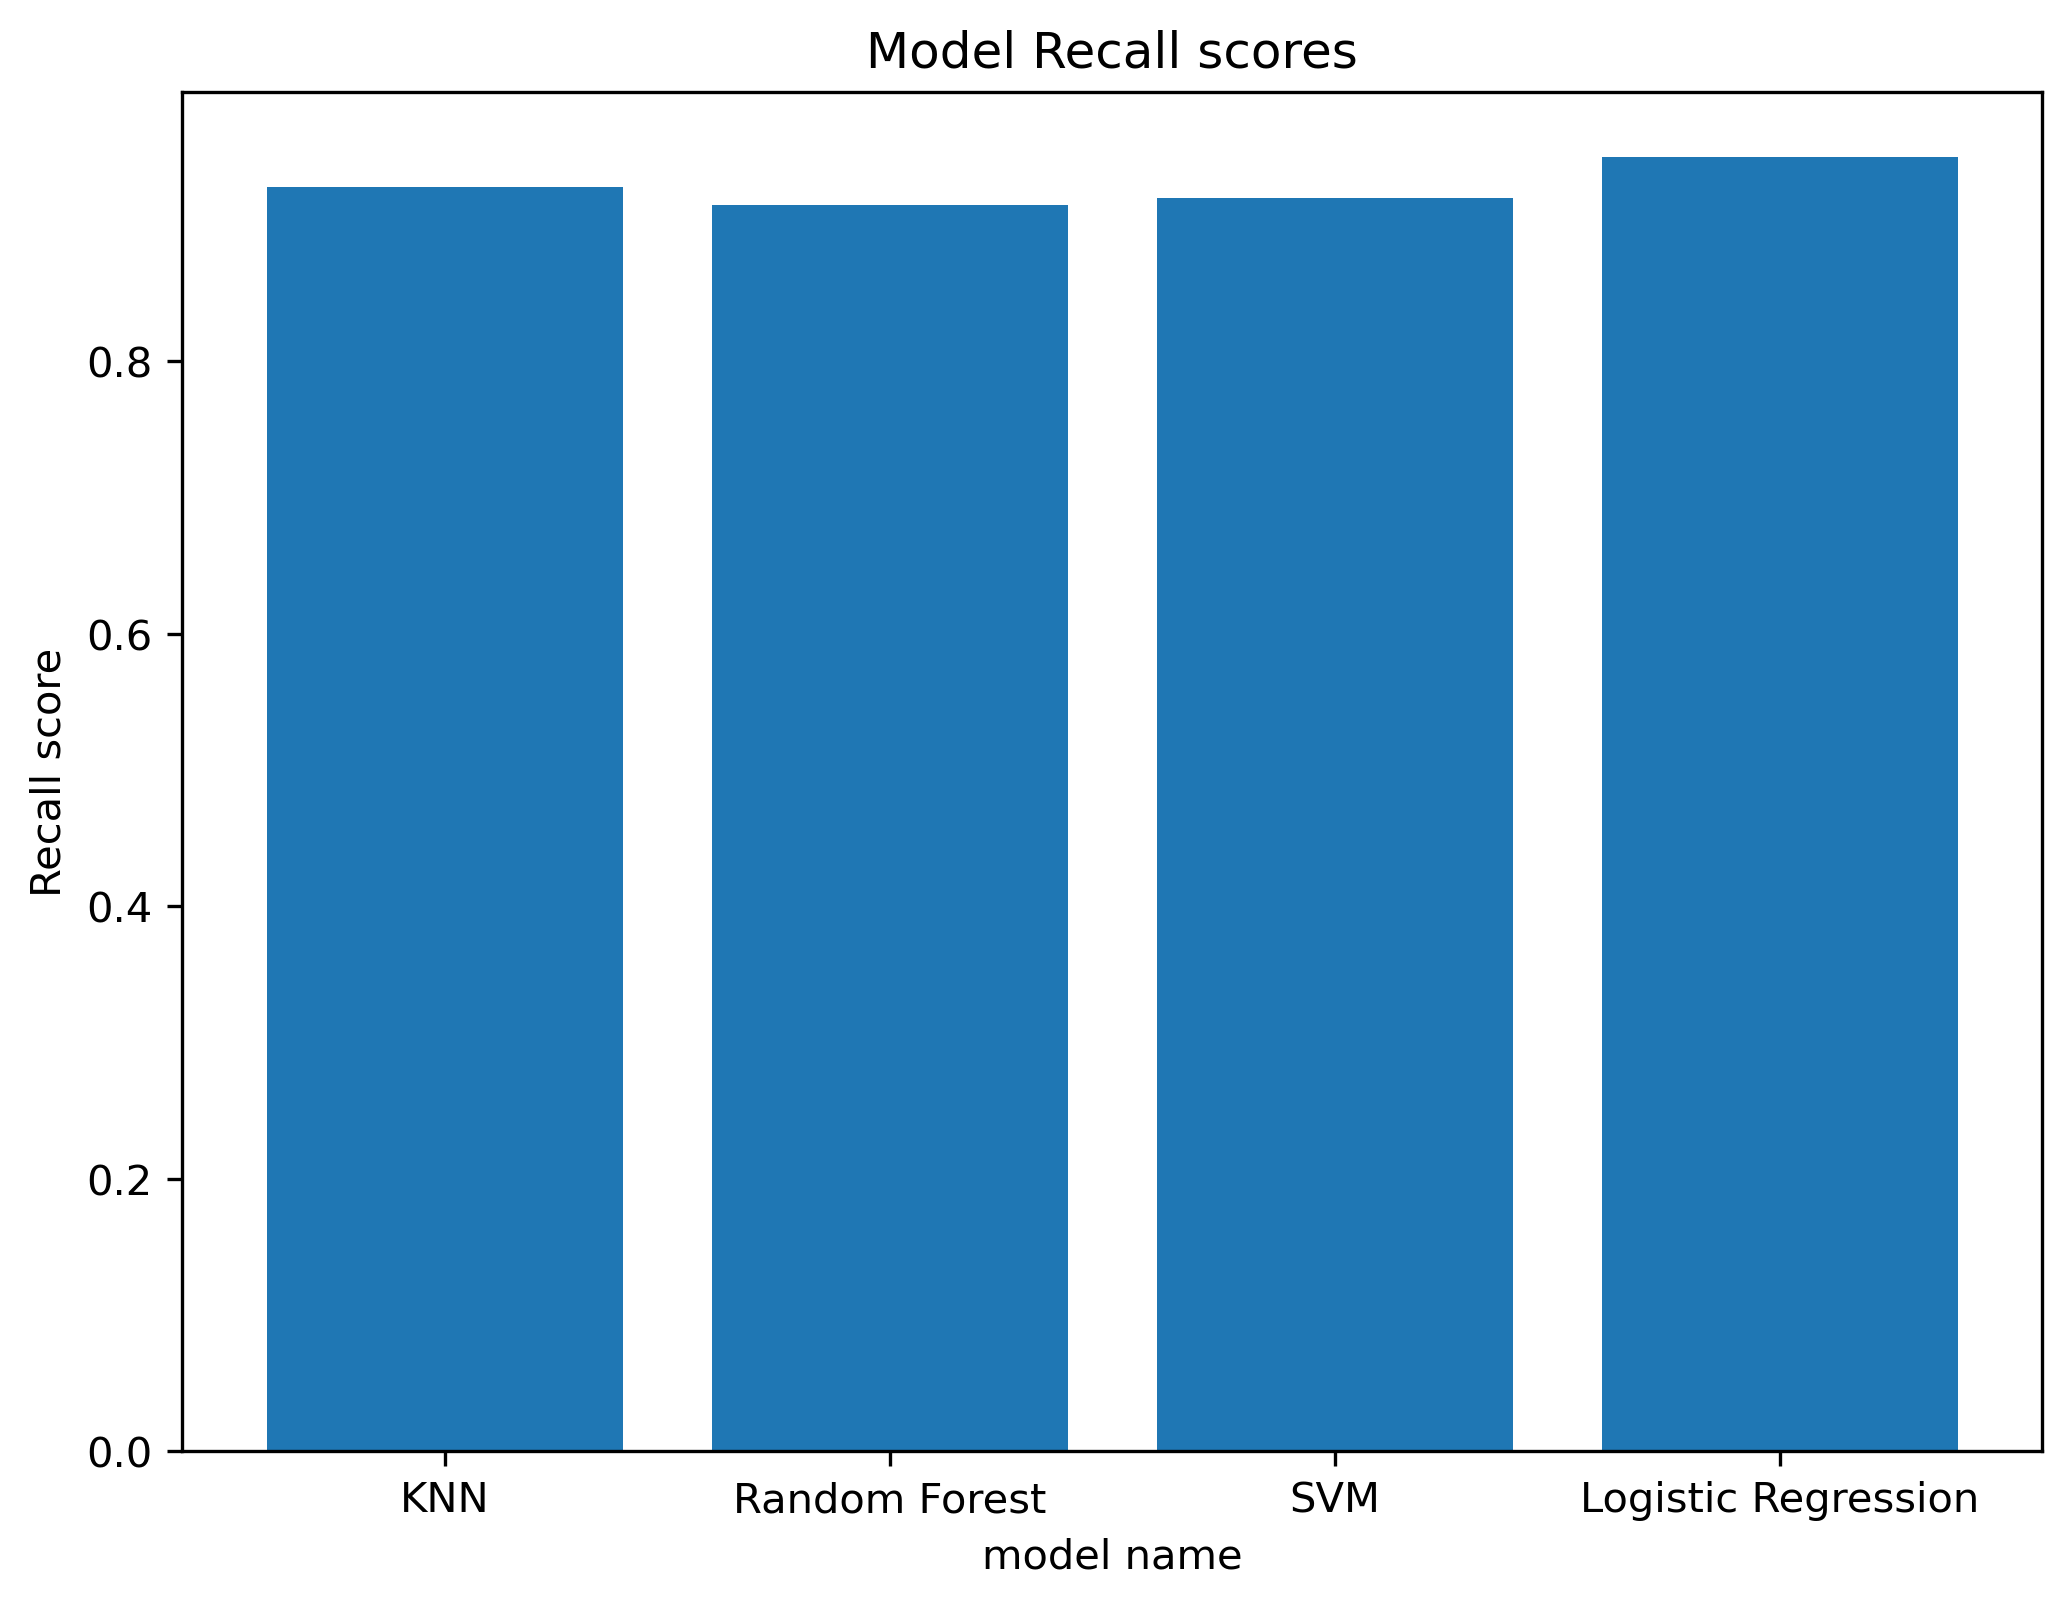 Model Recall scores
Recall score
0.8
0.6
0.4
0.2
0.0
KNN Random Forest SVM Logistic Regression
model name